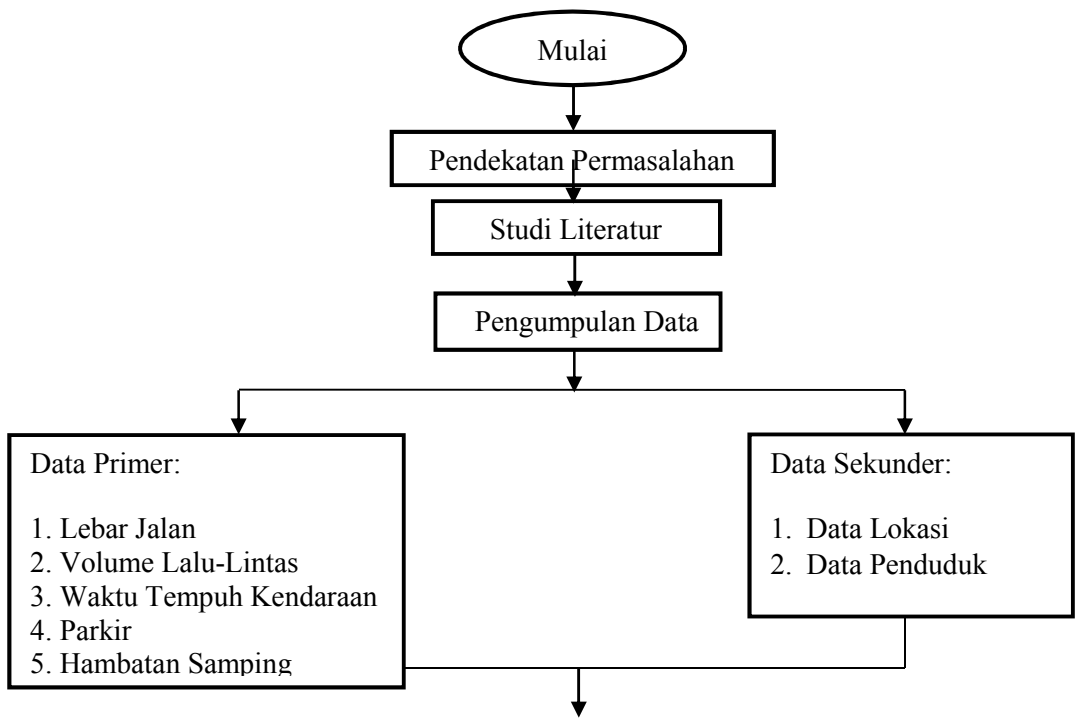 Mulai
Pendekatan Permasalahan
Studi Literatur
Pengumpulan Data
Data Primer:
1. Lebar Jalan
2. Volume Lalu-Lintas
3. Waktu Tempuh Kendaraan
4. Parkir
5. Hambatan Samping
Data Sekunder:
1. Data Lokasi
2. Data Penduduk